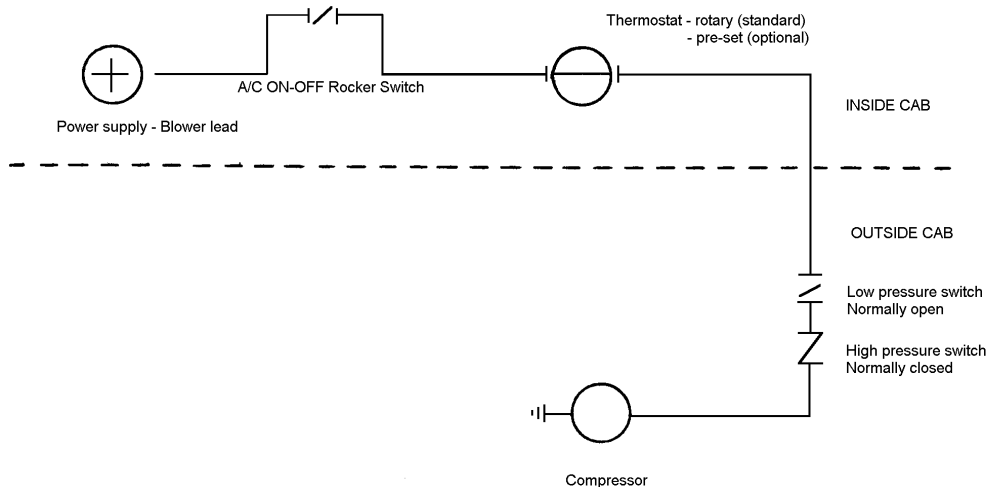 Thermostat - rotary (standard)
- pre-set (optional)
A/C ON-OFF Rocker Switch
Power supply - Blower lead
INSIDE CAB
OUTSIDE CAB
Low pressure switch
Normally open
High pressure switch
Normally closed
Compressor